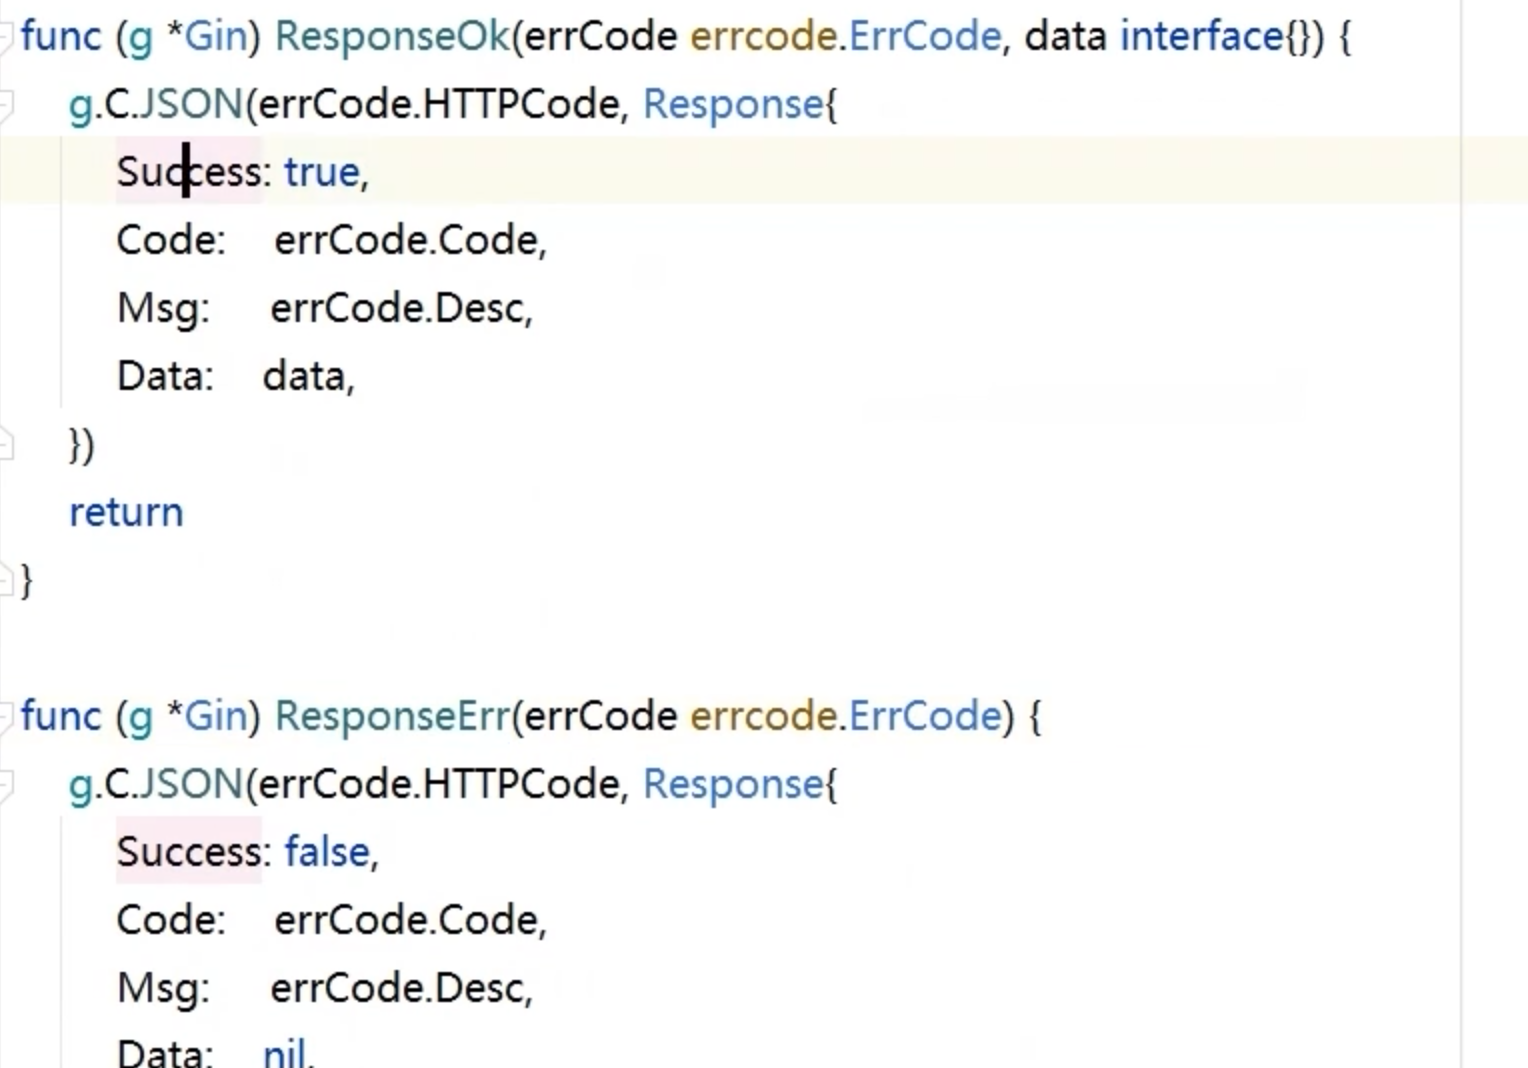 func (g *Gin) ResponseOk(errCode errcode.ErrCode, data interface{}) {
g.C.JSON(errCode.HTTPCode, Response{
Success: true,
Code: errCode.Code,
Msg: errCode.Desc,
Data: data,
})
return
}
func (g *Gin) ResponseErr(errCode errcode.ErrCode) {
g.C.JSON(errCode.HTTPCode, Response{
Success: false,
Code: errCode.Code,
Msg: errCode.Desc,
Data: nil,